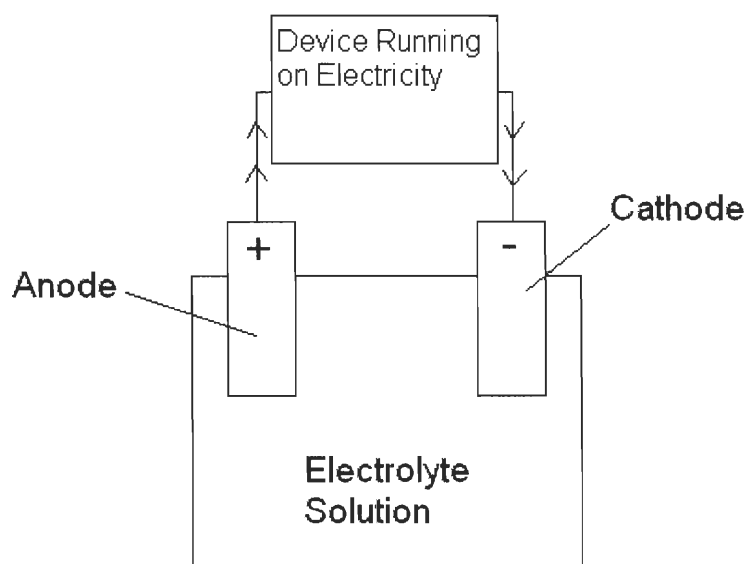 Device Running
on Electricity
Cathode
+
-
Anode
Electrolyte
Solution